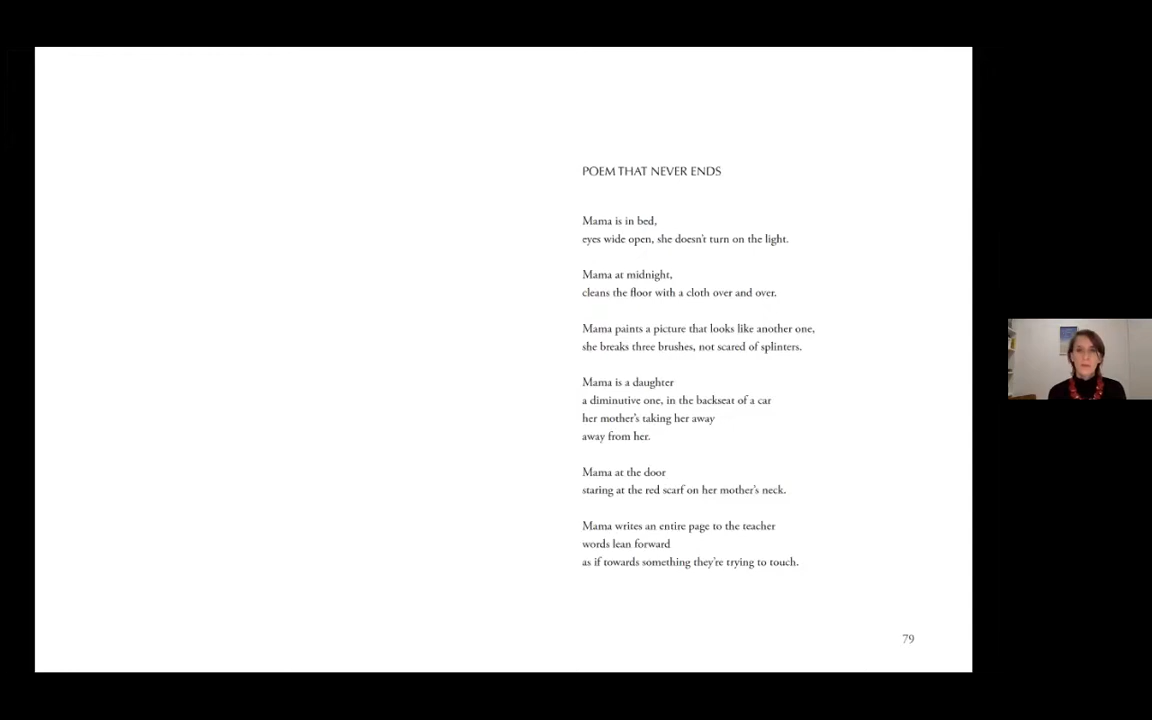 POEM THAT NEVER ENDS
Mama is in bed,
eyes wide open, she doesn't turn on the light.
Mama at midnight,
cleans the floor with a cloth over and over.
Mama paints a picture that looks like another one,
she breaks three brushes, not scared of splinters.
Mama is a daughter
a diminutive one, in the backseat of a car
her mother's taking her away
away from her.
Mama at the door
staring at the red scarf on her mother's neck.
Mama writes an entire page to the teacher
words lean forward
as if towards something they're trying to touch.
79